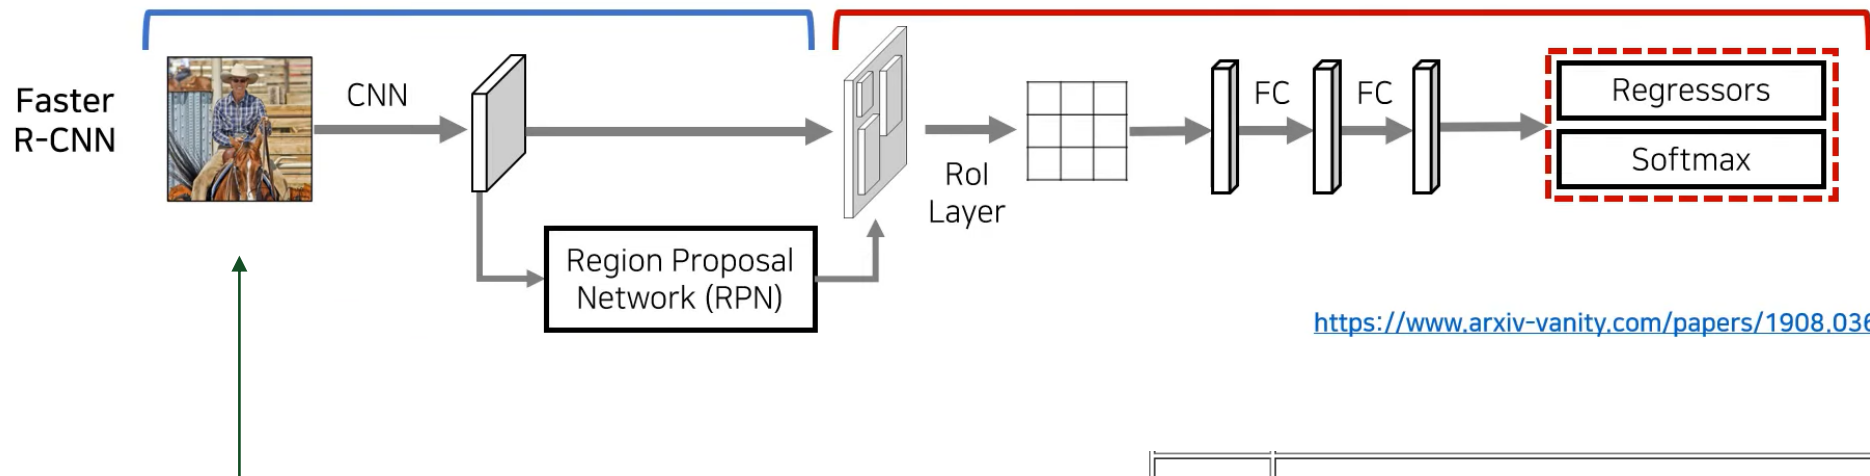 Faster
R-CNN
CNN
Region Proposal
Network (RPN)
RoI
Layer
FC
FC
Regressors
Softmax
https://www.arxiv-vanity.com/papers/1908.036